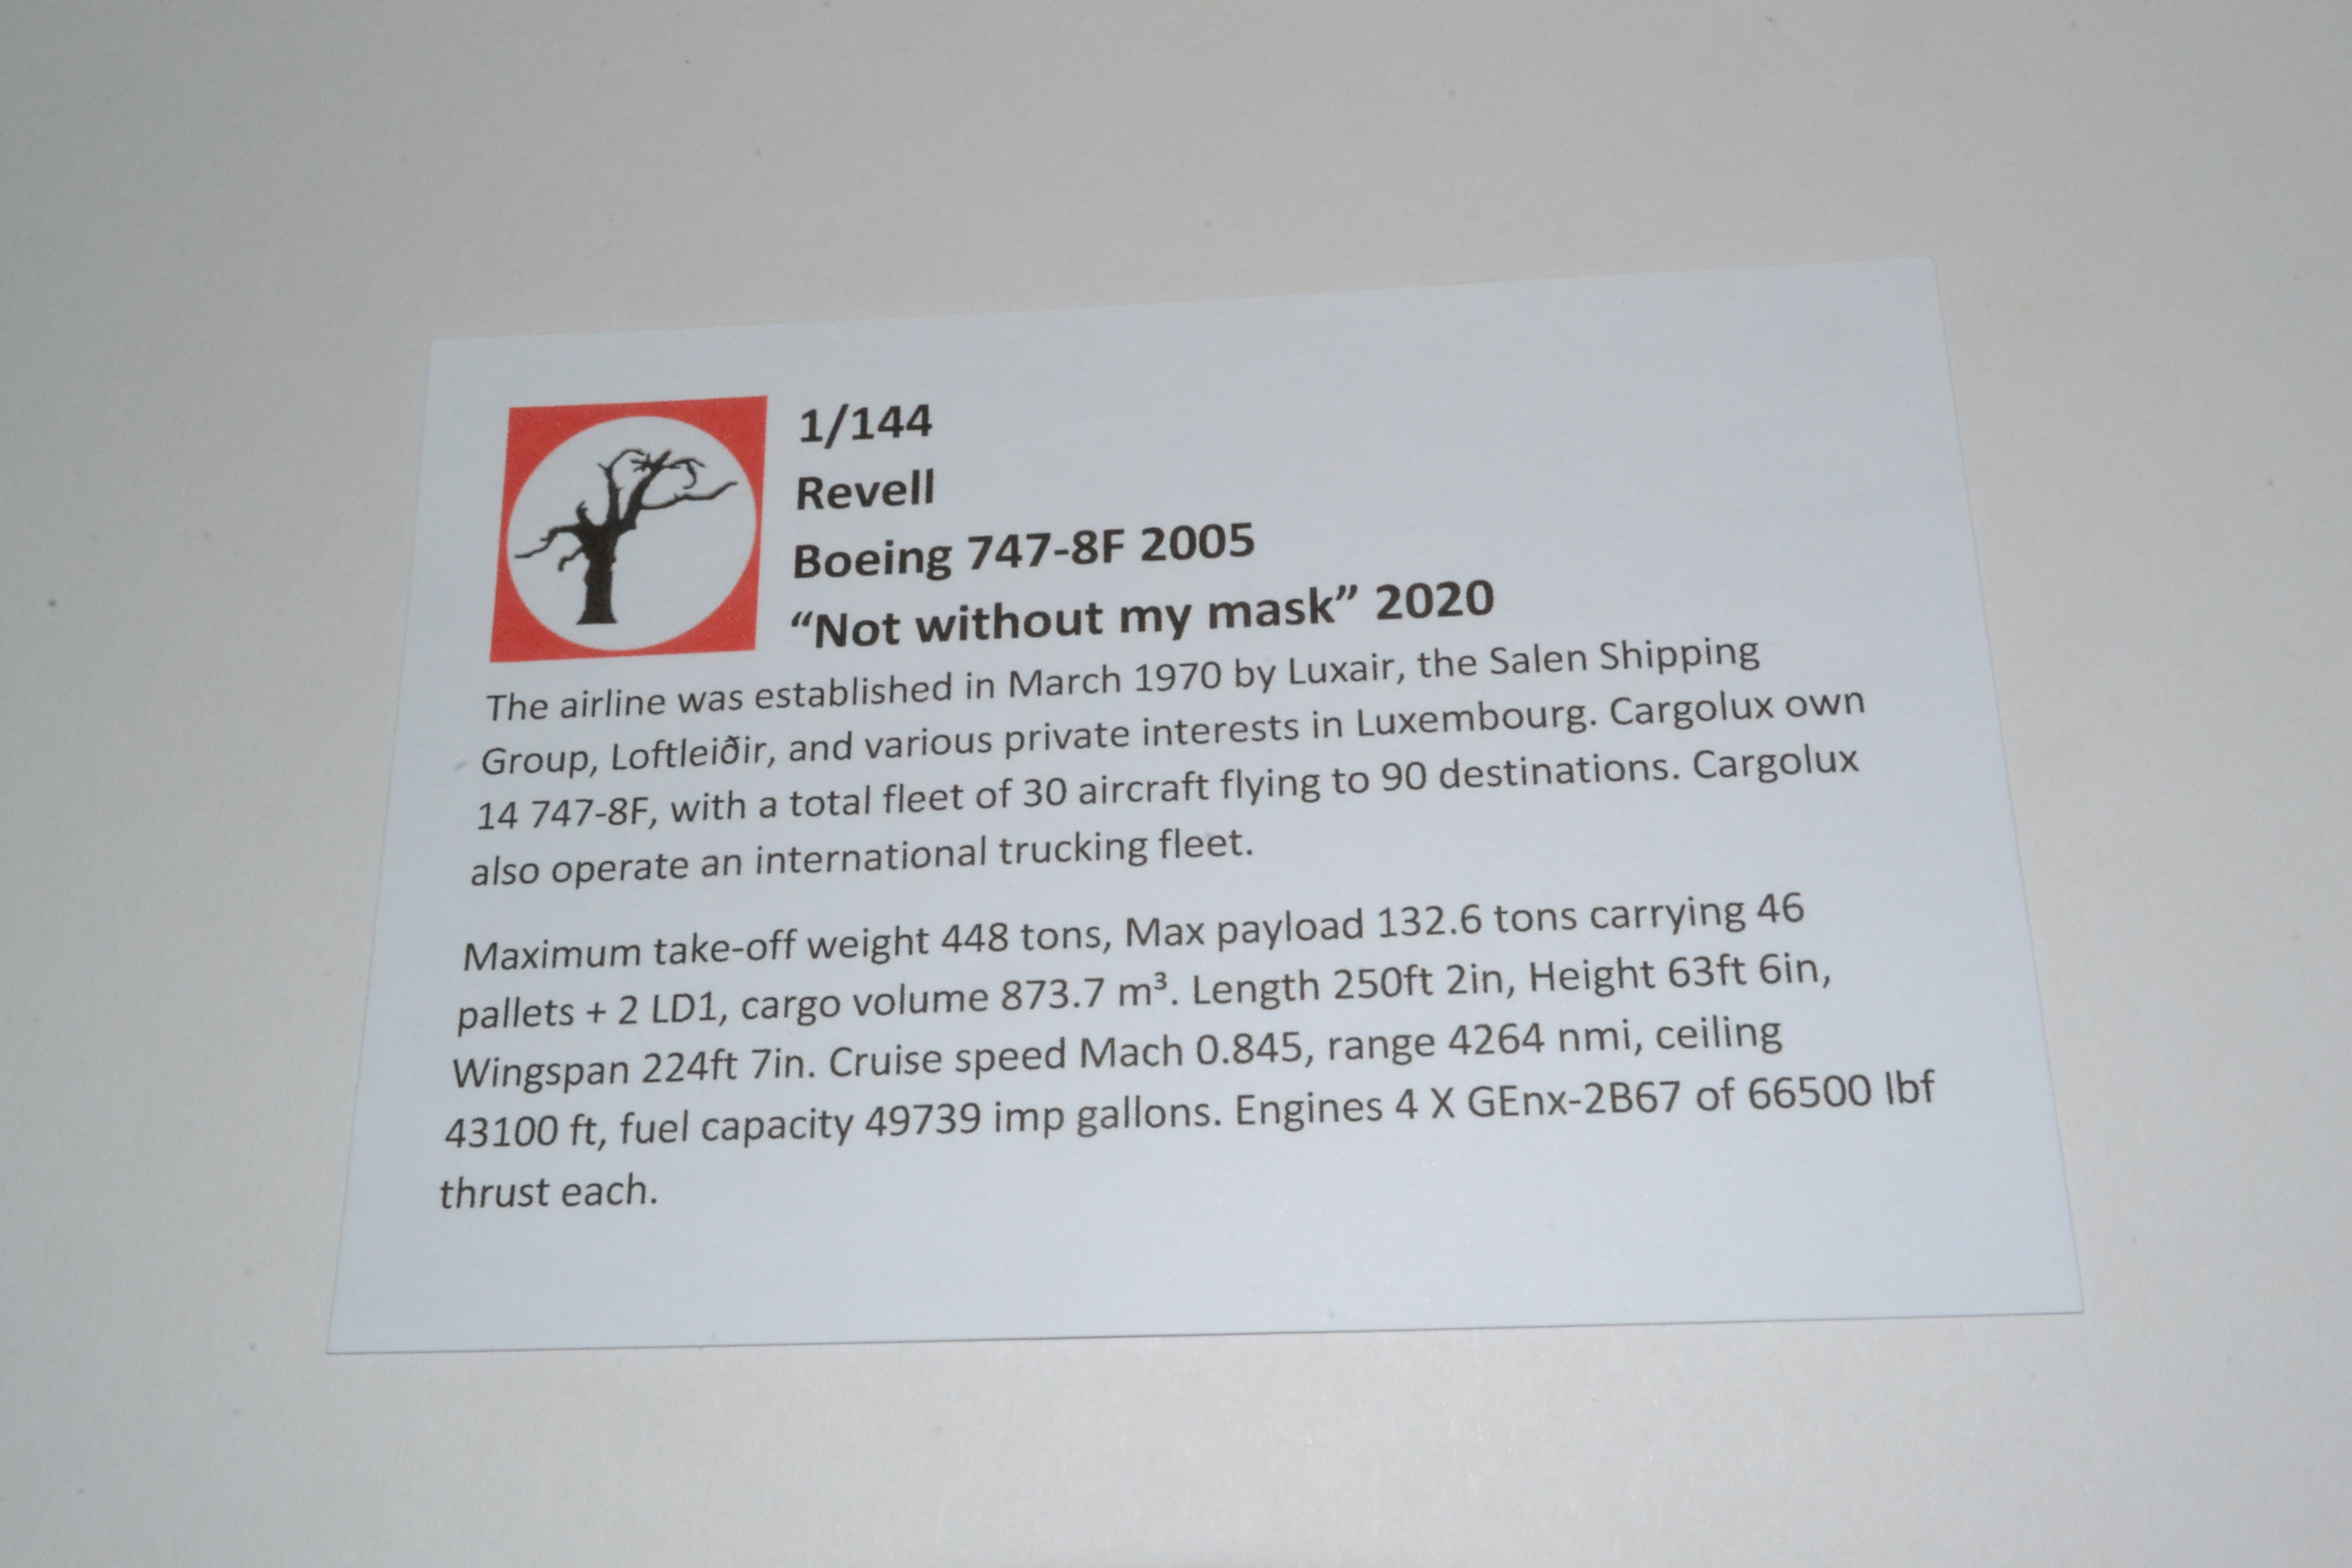 1/144
Revell
Boeing 747-8F 2005
“Not without my mask” 2020
The airline was established in March 1970 by Luxair, the Salen Shipping
Group, Loftleiðir, and various private interests in Luxembourg. Cargolux own
14 747-8F, with a total fleet of 30 aircraft flying to 90 destinations. Cargolux
also operate an international trucking fleet.
Maximum take-off weight 448 tons, Max payload 132.6 tons carrying 46
pallets + 2 LD1, cargo volume 873.7 m³. Length 250ft 2in, Height 63ft 6in,
Wingspan 224ft 7in. Cruise speed Mach 0.845, range 4264 nmi, ceiling
43100 ft, fuel capacity 49739 imp gallons. Engines 4 X GEnx-2B67 of 66500 lbf
thrust each.